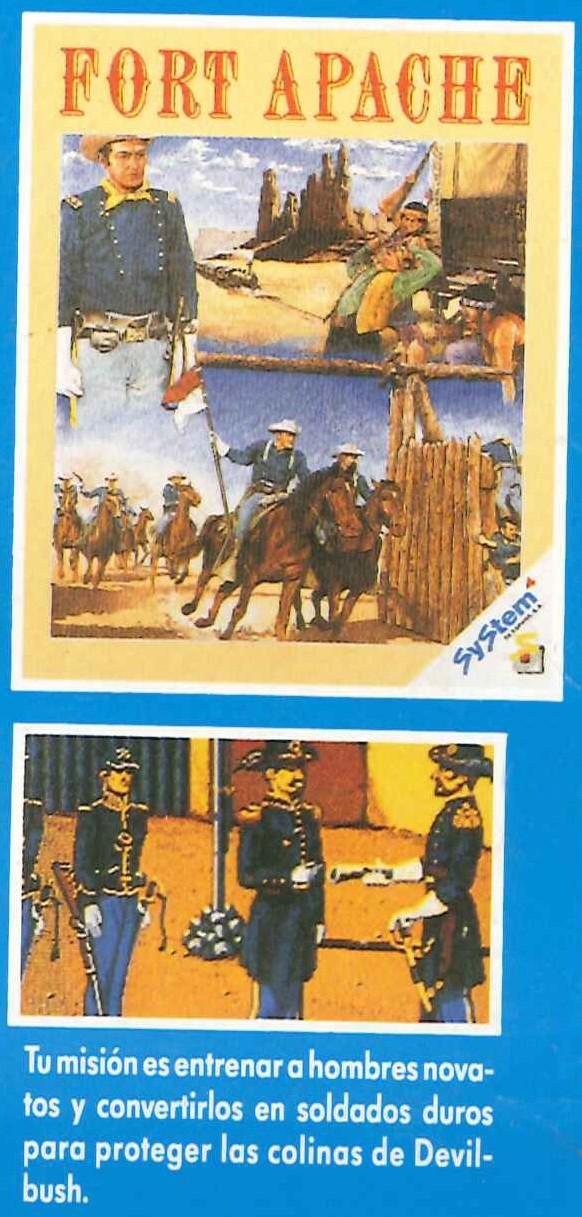 FORT APACHE
System 4
Tu misión es entrenar a hombres nova-
tos y convertirlos en soldados duros
para proteger las colinas de Devil-
bush.